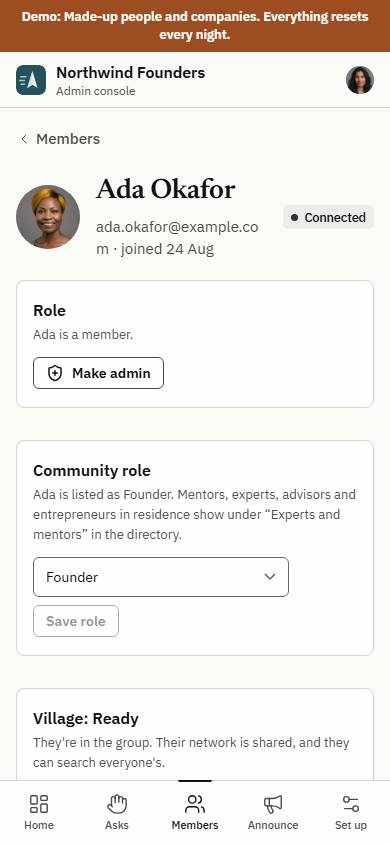 Demo: Made-up people and companies. Everything resets
every night.
Northwind Founders
Admin console
Members
Ada Okafor
ada.okafor@example.co
m · joined 24 Aug
Connected
Role
Ada is a member.
Make admin
Community role
Ada is listed as Founder. Mentors, experts, advisors and
entrepreneurs in residence show under “Experts and
mentors” in the directory.
Founder
Save role
Village: Ready
They're in the group. Their network is shared, and they
can search everyone's.
Home
Asks
Members
Announce
Set up